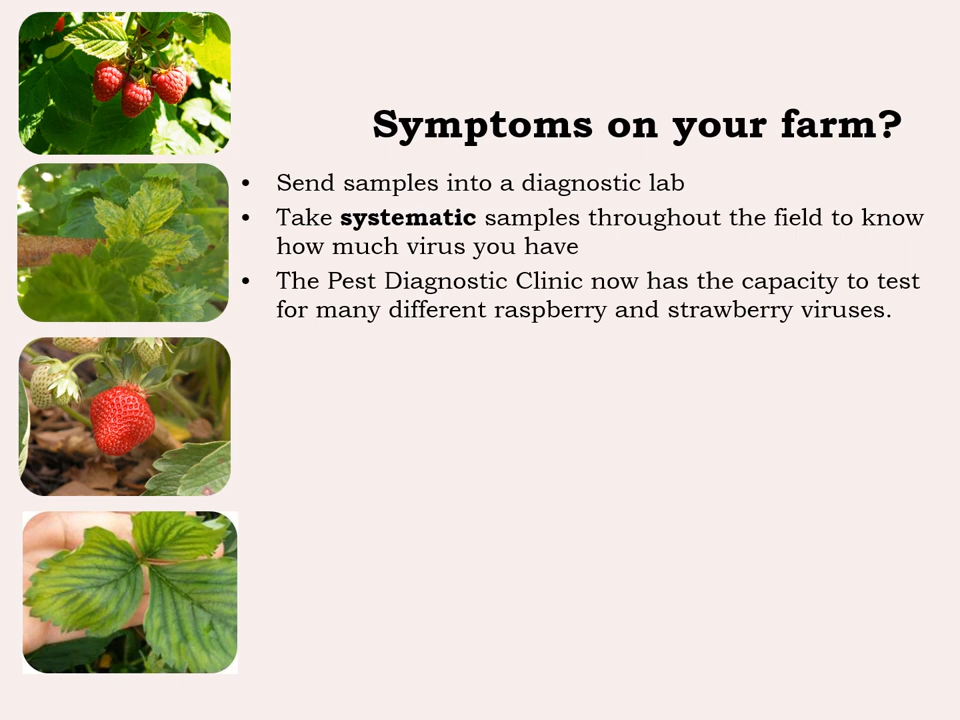 Symptoms on your farm?
• Send samples into a diagnostic lab
• Take systematic samples throughout the field to know
how much virus you have
• The Pest Diagnostic Clinic now has the capacity to test
for many different raspberry and strawberry viruses.